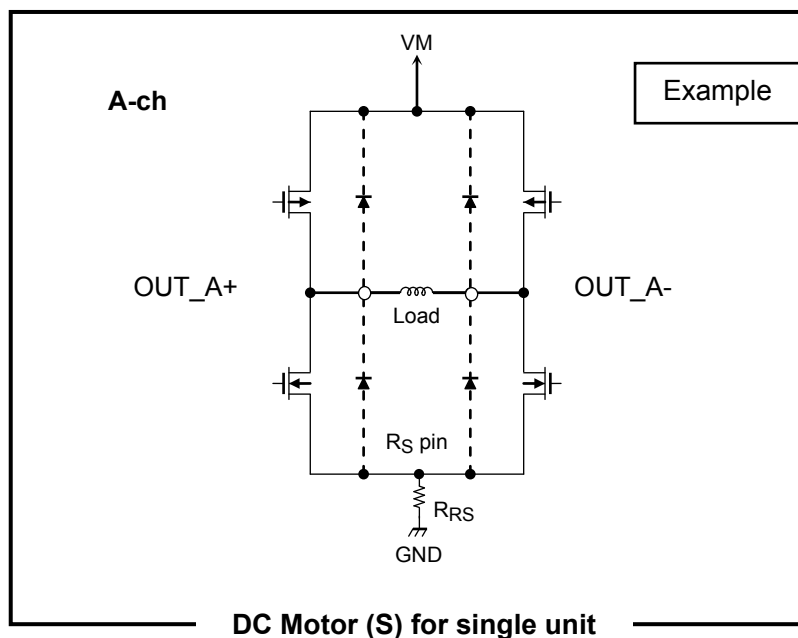 VM
A-ch
Example
OUT_A+
OUT_A-
Load
RS pin
RRS
GND
DC Motor (S) for single unit